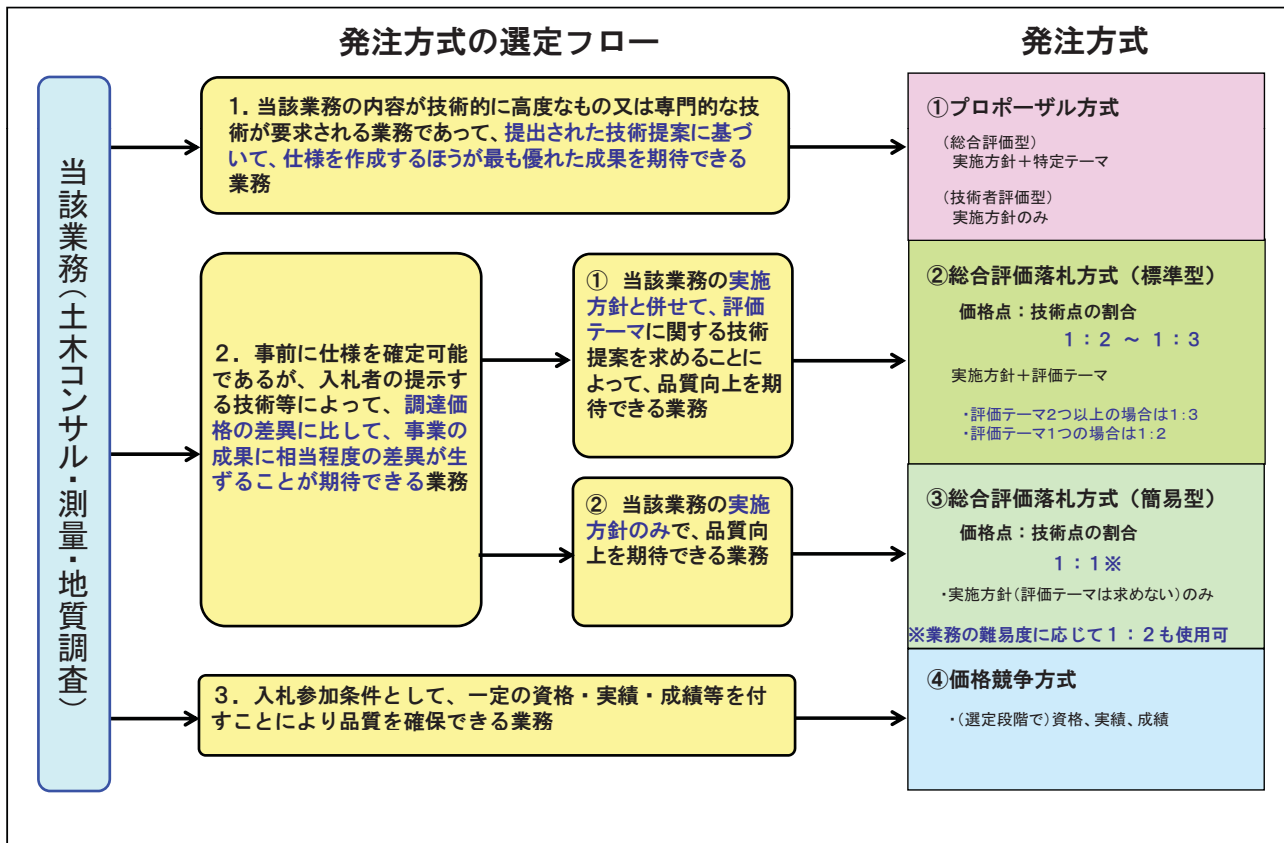 発注方式の選定フロー
発注方式
当該業務（土木コンサル・測量・地質調査）
1．当該業務の内容が技術的に高度なもの又は専門的な技
術が要求される業務であって、提出された技術提案に基づ
いて、仕様を作成するほうが最も優れた成果を期待できる
業務
2．事前に仕様を確定可能
であるが、入札者の提示す
る技術等によって、調達価
格の差異に比して、事業の
成果に相当程度の差異が生
ずることが期待できる業務
① 当該業務の実施
方針と併せて、評価
テーマに関する技術
提案を求めることに
よって、品質向上を期
待できる業務
② 当該業務の実施
方針のみで、品質向
上を期待できる業務
3．入札参加条件として、一定の資格・実績・成績等を付
すことにより品質を確保できる業務
①プロポーザル方式
（総合評価型）
実施方針＋特定テーマ
（技術者評価型）
実施方針のみ
②総合評価落札方式（標準型）
価格点：技術点の割合
1：2 ～ 1：3
実施方針＋評価テーマ
・評価テーマ2つ以上の場合は1：3
・評価テーマ1つの場合は1：2
③総合評価落札方式（簡易型）
価格点：技術点の割合
1：1※
・実施方針（評価テーマは求めない）のみ
※業務の難易度に応じて1：2も使用可
④価格競争方式
・（選定段階で）資格、実績、成績